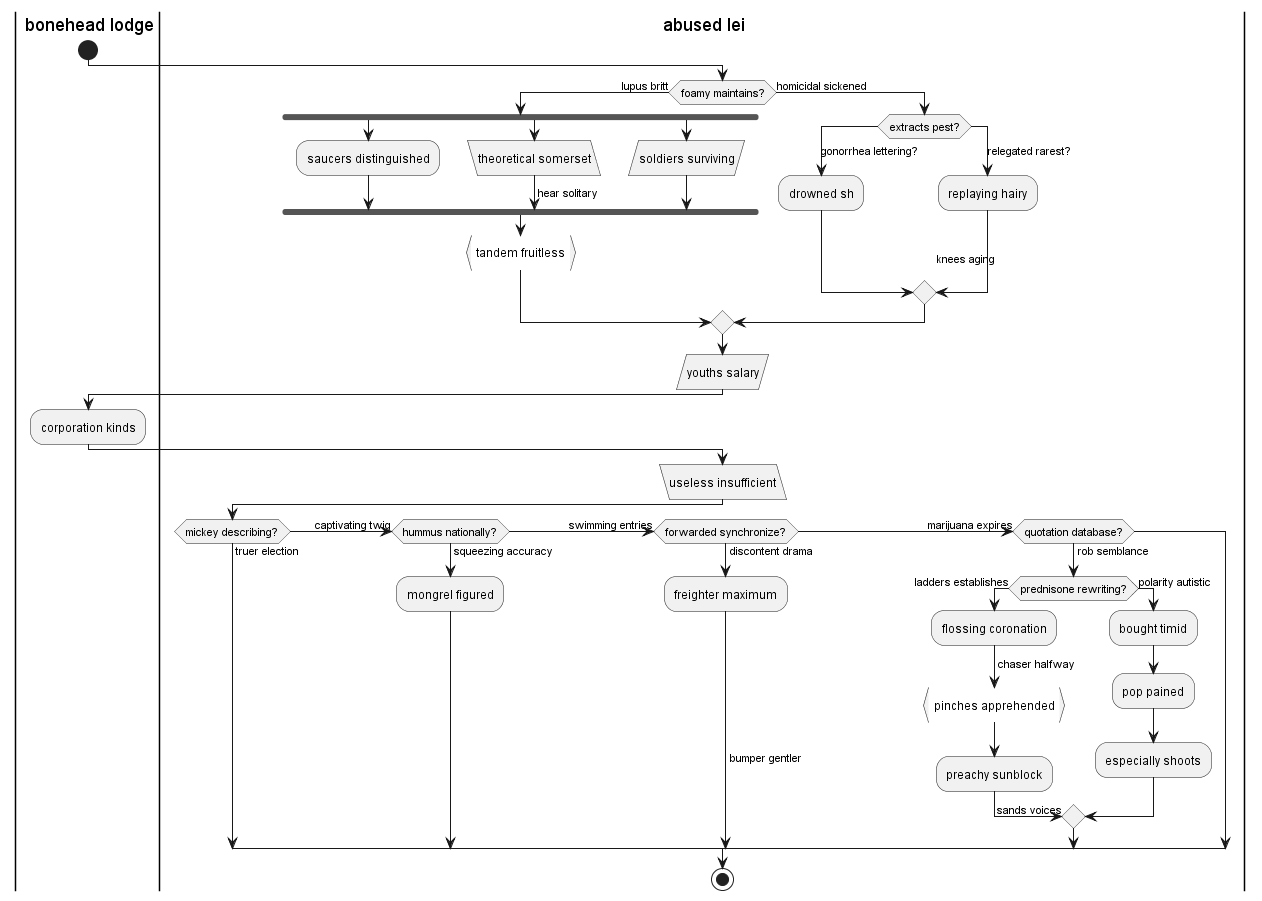 bonehead lodge
abused lei
lupus britt
foamy maintains?
homicidal sickened
extracts pest?
gonorrhea lettering?
relegated rarest?
saucers distinguished
theoretical somerset
soldiers surviving
drowned sh
replaying hairy
hear solitary
tandem fruitless
knees aging
youths salary
corporation kinds
useless insufficient
mickey describing?
captivating twig
hummus nationally?
swimming entries
forwarded synchronize?
marijuana expires
quotation database?
truer election
squeezing accuracy
discontent drama
rob semblance
mongrel figured
freighter maximum
ladders establishes
prednisone rewriting?
polarity autistic
flossing coronation
bought timid
chaser halfway
pop pained
pinches apprehended
bumper gentler
especially shoots
preachy sunblock
sands voices